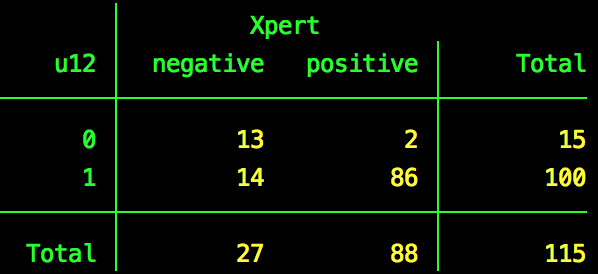 Xpert
u12 negative positive Total
0 13 2 15
1 14 86 100
Total 27 88 115